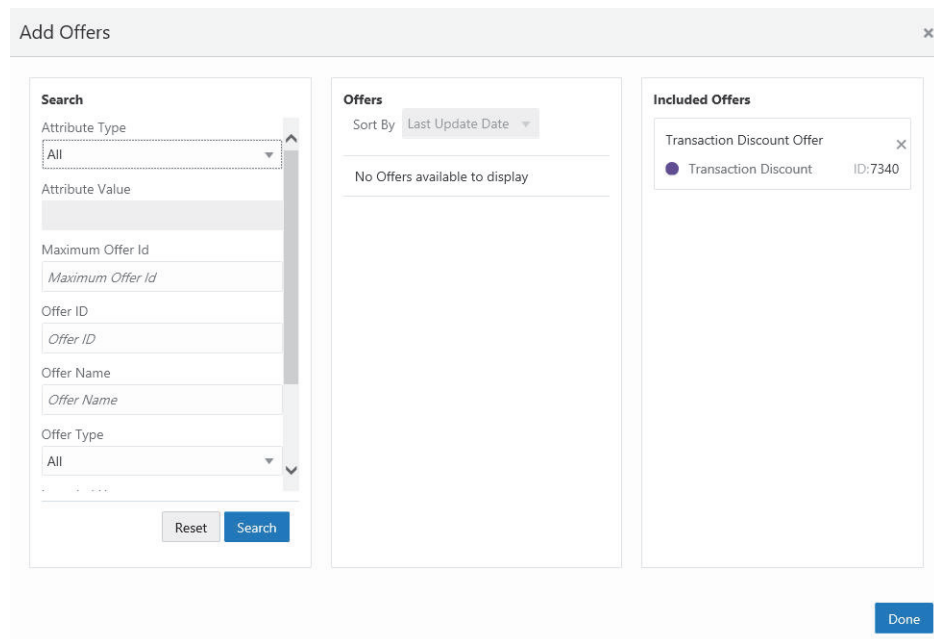 Add Offers
Search
Attribute Type
All
Attribute Value
Maximum Offer Id
Maximum Offer Id
Offer ID
Offer ID
Offer Name
Offer Name
Offer Type
All
Reset Search
Offers
Sort By Last Update Date
No Offers available to display
Included Offers
Transaction Discount Offer
Transaction Discount ID:7340
Done